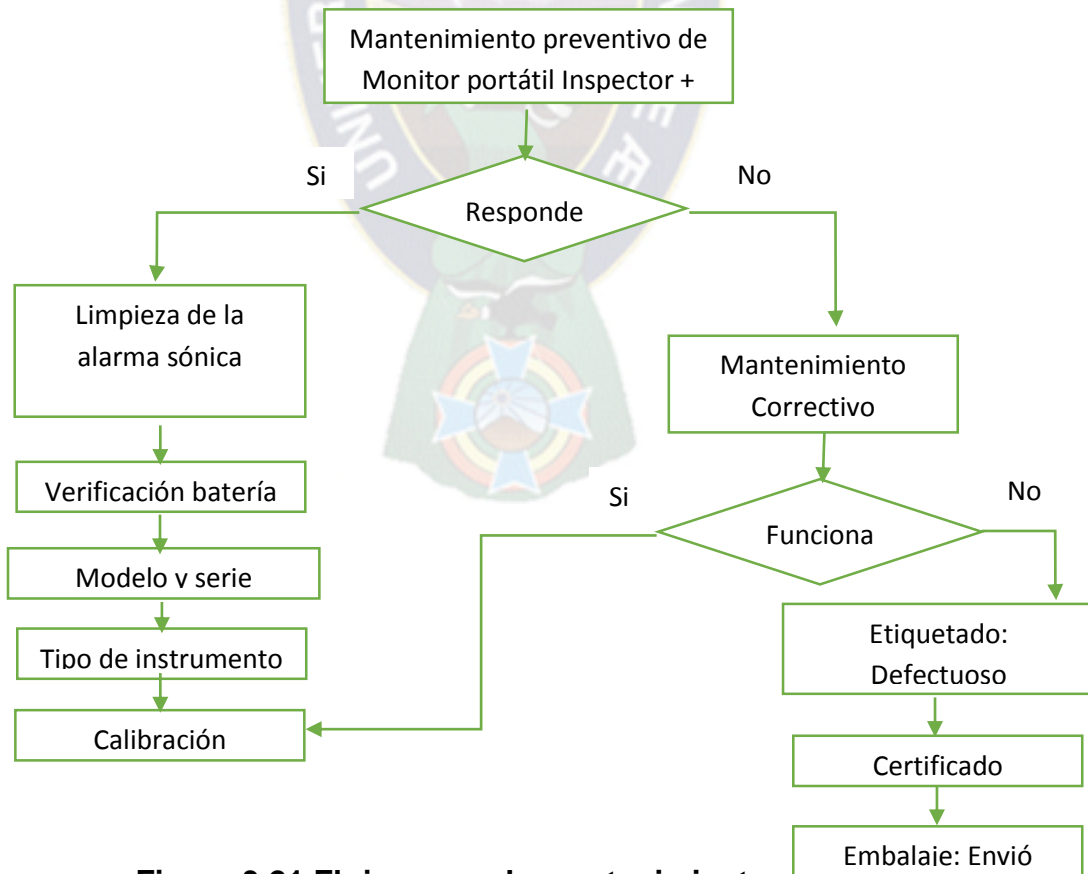 Mantenimiento preventivo de
Monitor portátil Inspector +
Si
No
Responde
Limpieza de la
alarma sónica
Mantenimiento
Correctivo
Verificación batería
Si
No
Funciona
Modelo y serie
Tipo de instrumento
Etiquetado:
Defectuoso
Calibración
Certificado
Embalaje: Envió